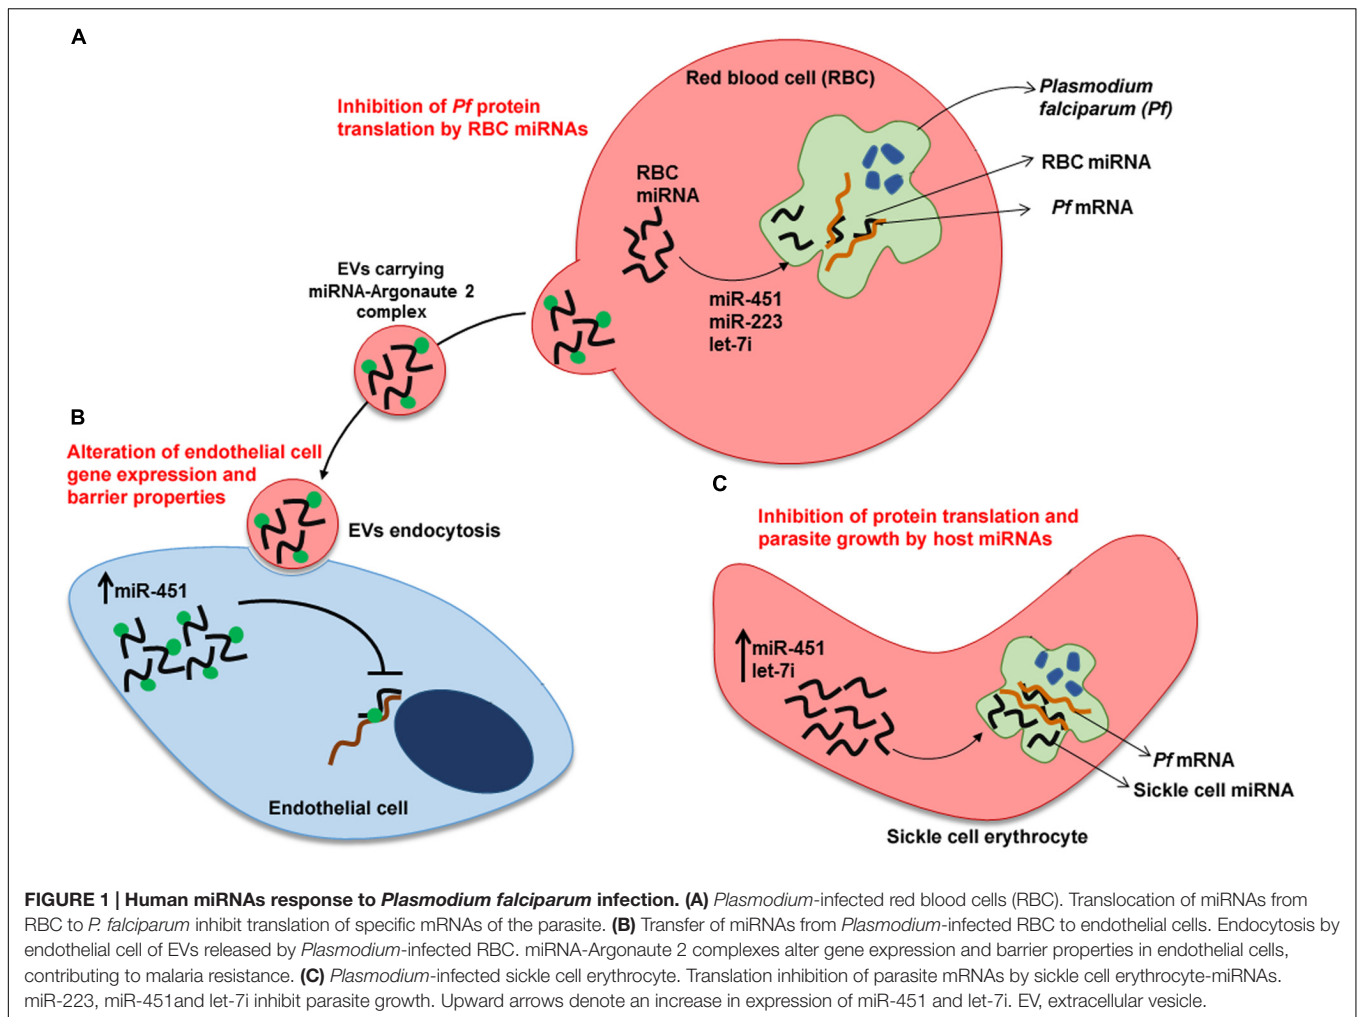 A
Red blood cell (RBC)
Plasmodium
falciparum (Pf)
Inhibition of Pf protein
translation by RBC miRNAs
RBC miRNA
RBC
miRNA
Pf mRNA
EVs carrying
miRNA-Argonaute 2
complex
miR-451
miR-223
let-7i
B
Alteration of endothelial cell
gene expression and
barrier properties
EVs endocytosis
miR-451
Endothelial cell
C
Inhibition of protein translation and
parasite growth by host miRNAs
miR-451
let-7i
Pf mRNA
Sickle cell miRNA
Sickle cell erythrocyte
FIGURE 1 | Human miRNAs response to Plasmodium falciparum infection. (A) Plasmodium-infected red blood cells (RBC). Translocation of miRNAs from
RBC to P. falciparum inhibit translation of specific mRNAs of the parasite. (B) Transfer of miRNAs from Plasmodium-infected RBC to endothelial cells. Endocytosis by
endothelial cell of EVs released by Plasmodium-infected RBC. miRNA-Argonaute 2 complexes alter gene expression and barrier properties in endothelial cells,
contributing to malaria resistance. (C) Plasmodium-infected sickle cell erythrocyte. Translation inhibition of parasite mRNAs by sickle cell erythrocyte-miRNAs.
miR-223, miR-451and let-7i inhibit parasite growth. Upward arrows denote an increase in expression of miR-451 and let-7i. EV, extracellular vesicle.